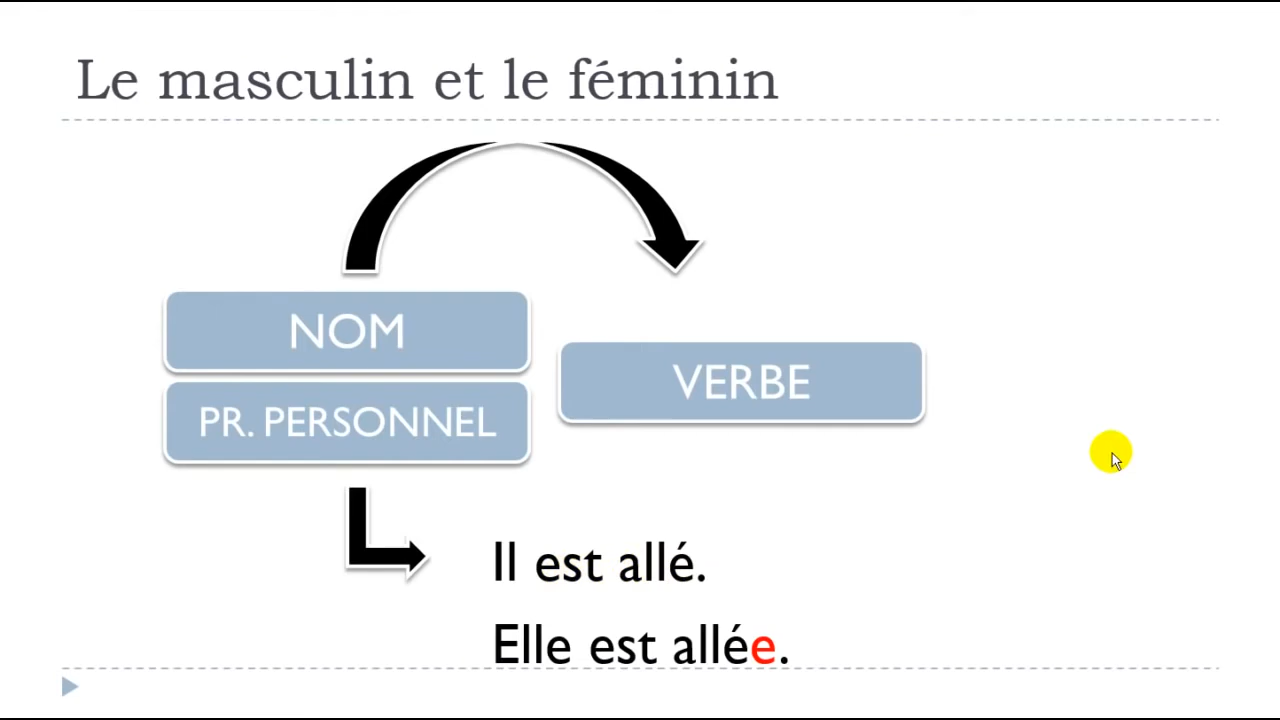 Le masculin et le féminin
NOM
PR. PERSONNEL
VERBE
Il est allé.
Elle est allée.